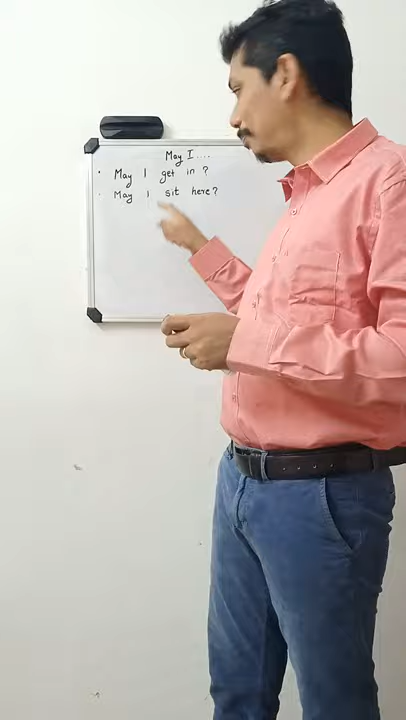 May I ....
• May I get in ?
• May I sit here ?